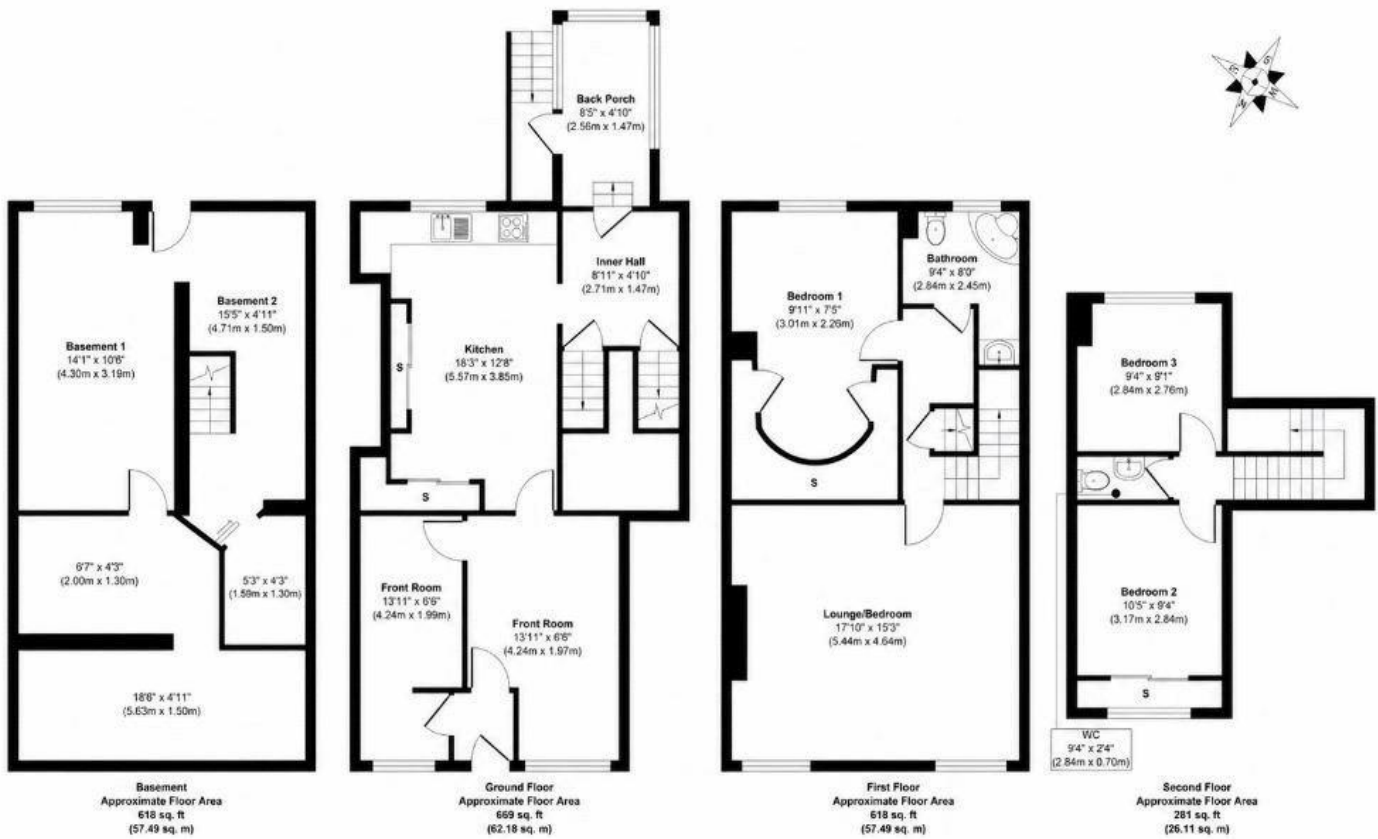 Back Porch
8'5" x 4'10"
(2.56m x 1.47m)
S
E
W
N
Basement 1
14'1" x 10'6"
(4.30m x 3.19m)
Basement 2
15'5" x 4'11"
(4.71m x 1.50m)
6'7" x 4'3"
(2.00m x 1.30m)
5'3" x 4'3"
(1.59m x 1.30m)
18'6" x 4'11"
(5.63m x 1.50m)
Basement
Approximate Floor Area
618 sq. ft
(57.49 sq. m)
Inner Hall
8'11" x 4'10"
(2.71m x 1.47m)
Kitchen
18'3" x 12'8"
(5.57m x 3.85m)
S
S
Front Room
13'11" x 6'6"
(4.24m x 1.99m)
Front Room
13'11" x 6'6"
(4.24m x 1.97m)
Ground Floor
Approximate Floor Area
669 sq. ft
(62.18 sq. m)
Bedroom 1
9'11" x 7'5"
(3.01m x 2.26m)
Bathroom
9'4" x 8'0"
(2.84m x 2.45m)
S
Lounge/Bedroom
17'10" x 15'3"
(5.44m x 4.64m)
First Floor
Approximate Floor Area
618 sq. ft
(57.49 sq. m)
Bedroom 3
9'4" x 9'1"
(2.84m x 2.76m)
Bedroom 2
10'5" x 9'4"
(3.17m x 2.84m)
S
WC
9'4" x 2'4"
(2.84m x 0.70m)
Second Floor
Approximate Floor Area
281 sq. ft
(26.11 sq. m)